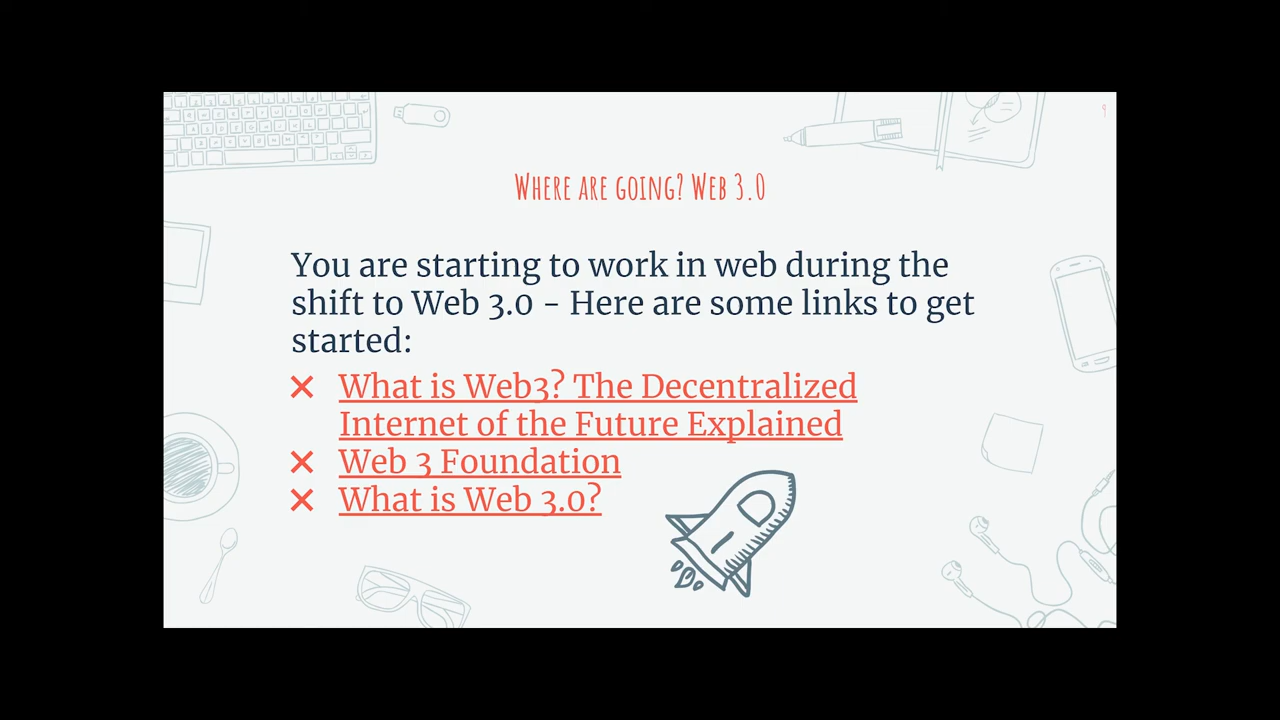 9
Where are going? Web 3.0
You are starting to work in web during the
shift to Web 3.0 - Here are some links to get
started:
What is Web3? The Decentralized
Internet of the Future Explained
Web 3 Foundation
What is Web 3.0?